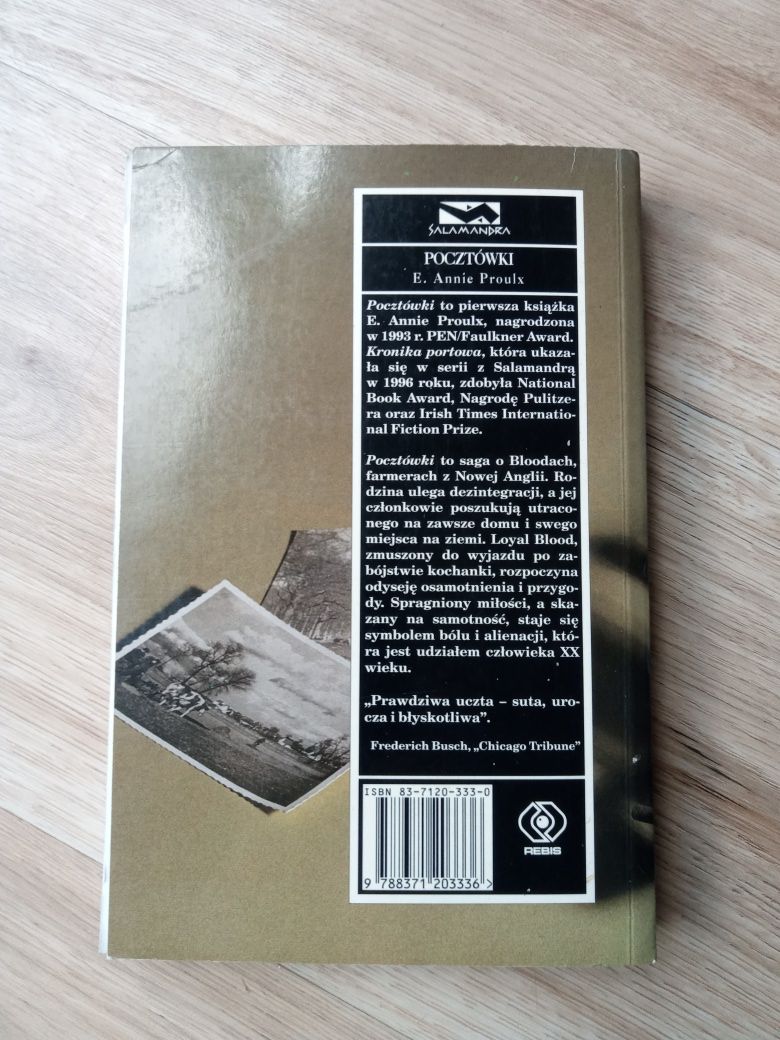 SALAMANDRA
POCZTÓWKI
E. Annie Proulx
Pocztówki to pierwsza książka
E. Annie Proulx, nagrodzona
w 1993 r. PEN/Faulkner Award.
Kronika portowa, która ukaza-
ła się w serii z Salamandrą
w 1996 roku, zdobyła National
Book Award, Nagrodę Pulitze-
ra oraz Irish Times Internatio-
nal Fiction Prize.
Pocztówki to saga o Bloodach,
farmerach z Nowej Anglii. Ro-
dzina ulega dezintegracji, a jej
członkowie poszukują utraco-
nego na zawsze domu i swego
miejsca na ziemi. Loyal Blood,
zmuszony do wyjazdu po za-
bójstwie kochanki, rozpoczyna
odyseję osamotnienia i przygo-
dy. Spragniony miłości, a ska-
zany na samotność, staje się
symbolem bólu i alienacji, któ-
ra jest udziałem człowieka XX
wieku.
„Prawdziwa uczta – suta, uro-
cza i błyskotliwa”.
Frederich Busch, „Chicago Tribune”
ISBN 83-7120-333-0
9 788371 203336 >
REBIS